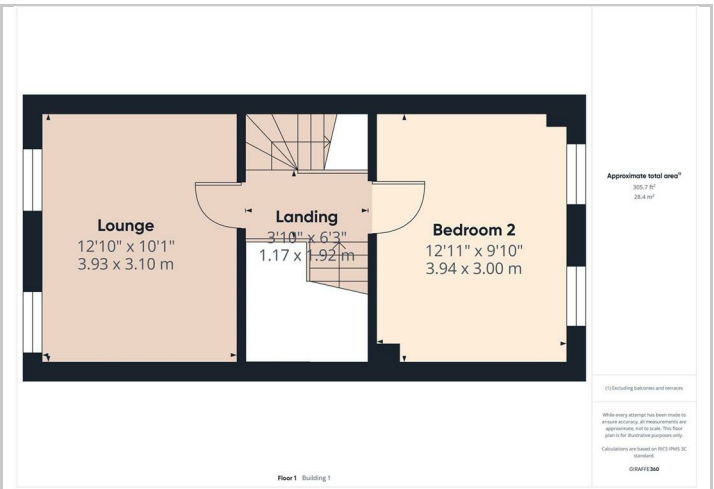 Lounge
12'10" x 10'1"
3.93 x 3.10 m
Landing
3'10" x 6'3"
1.17 x 1.92 m
Bedroom 2
12'11" x 9'10"
3.94 x 3.00 m
Approximate total area⁽¹⁾
305.7 ft²
28.4 m²
(1) Excluding balconies and terraces
While every attempt has been made to
ensure accuracy, all measurements are
approximate, not to scale. This floor
plan is for illustrative purposes only.
Calculations are based on RICS IPMS 3C
standard.
GIRAFFE360
Floor 1 Building 1